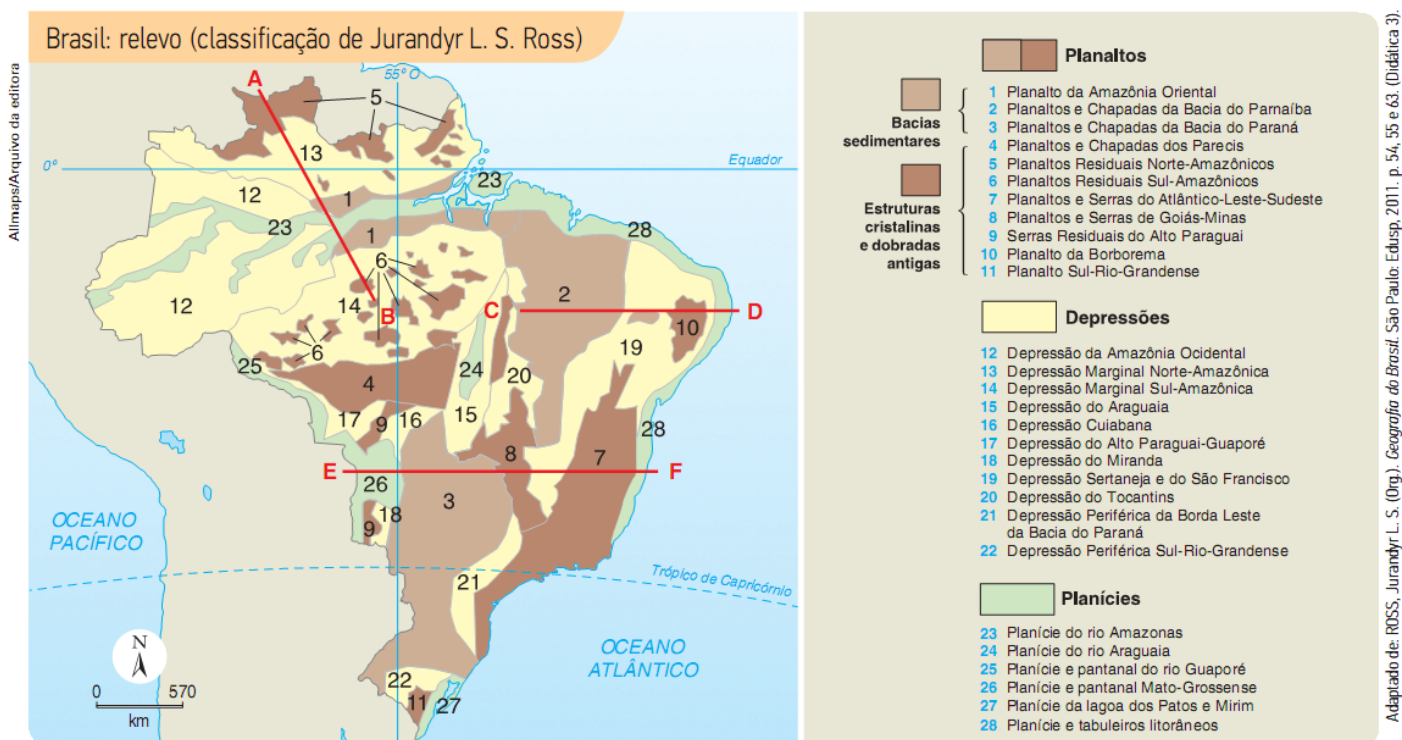 Brasil: relevo (classificação de Jurandyr L. S. Ross)
Allmaps/Arquivo da editora
55º O
A
5
13
0º
Equador
12
23
1
23
28
1
6
12
14
B
C
2
D
10
6
19
25
4
24
20
17
9
16
15
28
8
7
E
F
26
3
18
9
OCEANO
PACÍFICO
21
Trópico de Capricórnio
N
OCEANO
ATLÂNTICO
0 570
km
22
11
27
Planaltos
Bacias
sedimentares
1 Planalto da Amazônia Oriental
2 Planaltos e Chapadas da Bacia do Parnaíba
3 Planaltos e Chapadas da Bacia do Paraná
Estruturas
cristalinas
e dobradas
antigas
4 Planaltos e Chapadas dos Parecis
5 Planaltos Residuais Norte-Amazônicos
6 Planaltos Residuais Sul-Amazônicos
7 Planaltos e Serras do Atlântico-Leste-Sudeste
8 Planaltos e Serras de Goiás-Minas
9 Serras Residuais do Alto Paraguai
10 Planalto da Borborema
11 Planalto Sul-Rio-Grandense
Depressões
12 Depressão da Amazônia Ocidental
13 Depressão Marginal Norte-Amazônica
14 Depressão Marginal Sul-Amazônica
15 Depressão do Araguaia
16 Depressão Cuiabana
17 Depressão do Alto Paraguai-Guaporé
18 Depressão do Miranda
19 Depressão Sertaneja e do São Francisco
20 Depressão do Tocantins
21 Depressão Periférica da Borda Leste
da Bacia do Paraná
22 Depressão Periférica Sul-Rio-Grandense
Planícies
23 Planície do rio Amazonas
24 Planície do rio Araguaia
25 Planície e pantanal do rio Guaporé
26 Planície e pantanal Mato-Grossense
27 Planície da lagoa dos Patos e Mirim
28 Planície e tabuleiros litorâneos
Adaptado de: ROSS, Jurandyr L. S. (Org.). Geografia do Brasil. São Paulo: Edusp, 2011. p. 54, 55 e 63. (Didática 3).